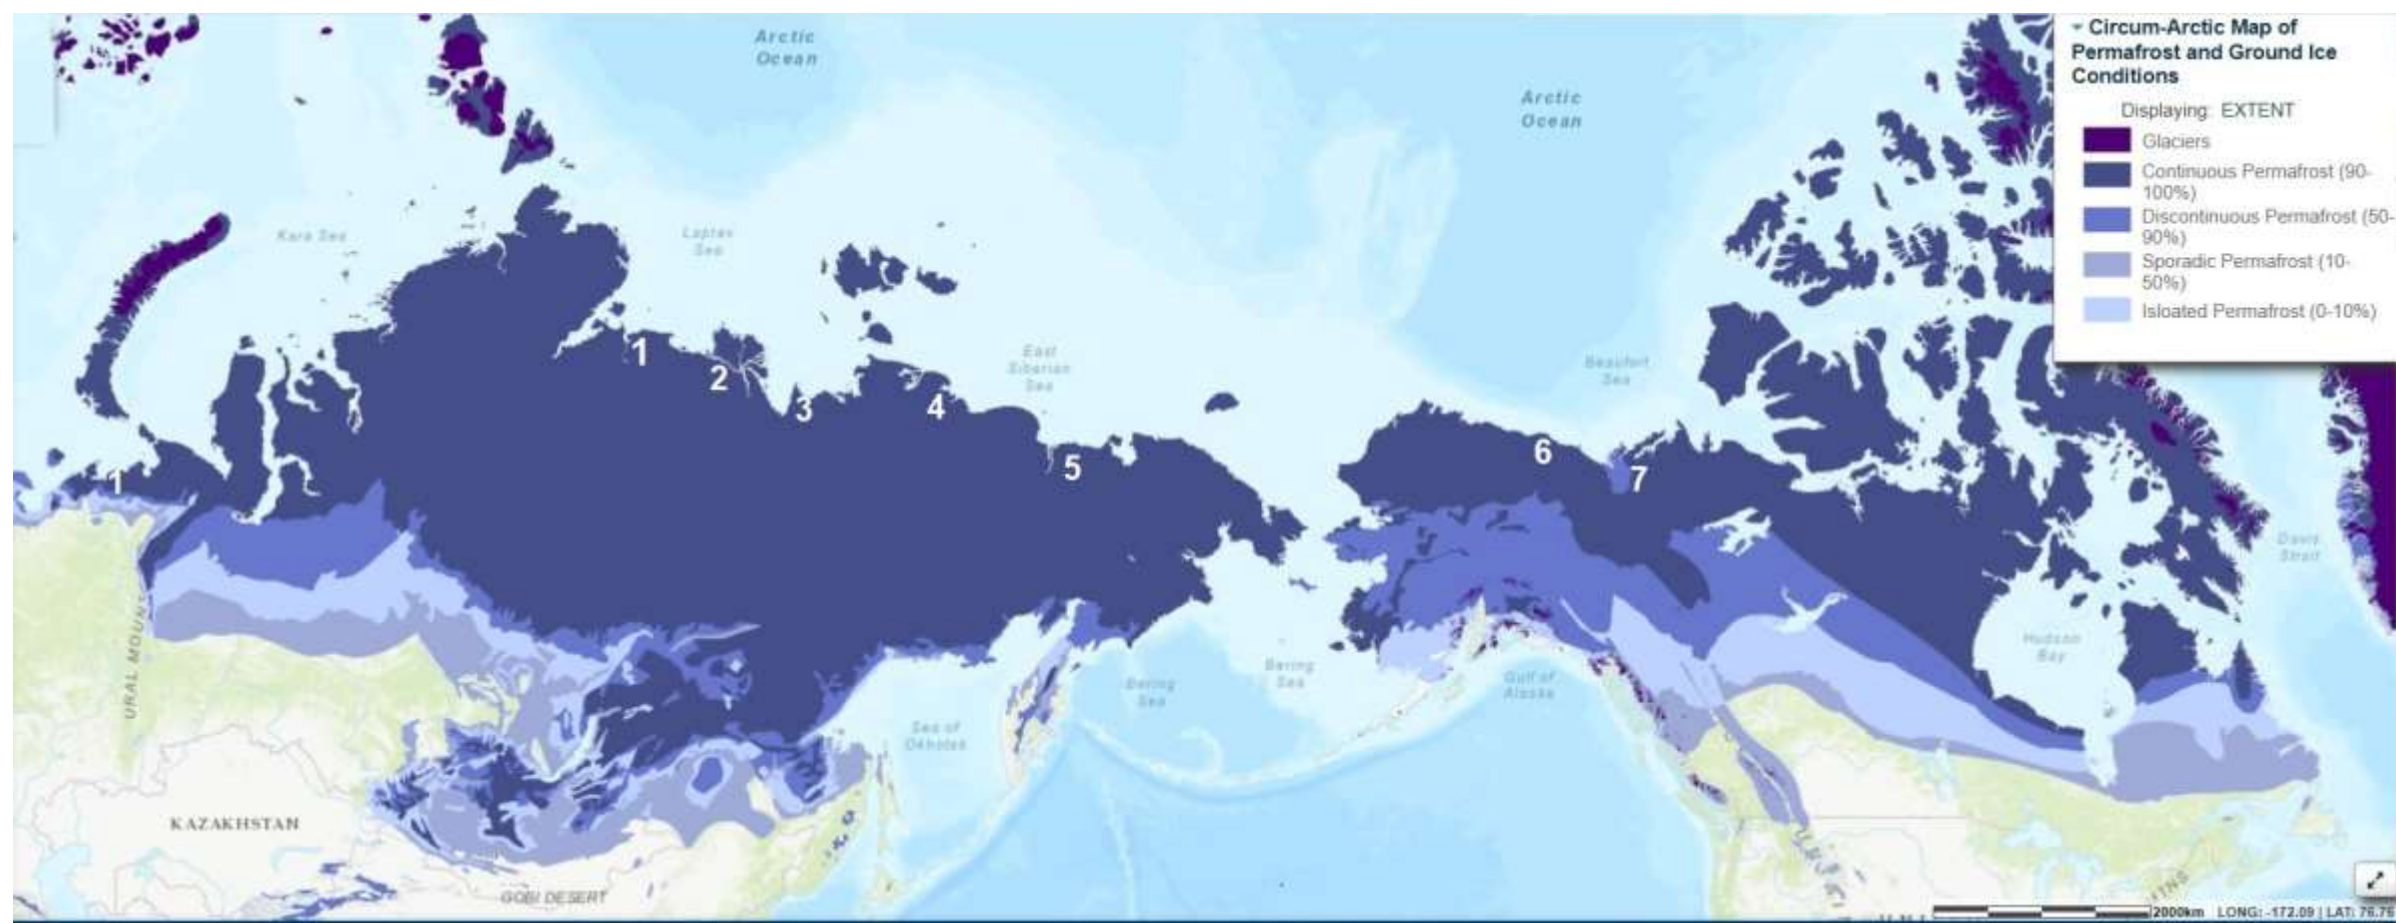 Arctic
Ocean
Arctic
Ocean
Kara Sea
Laptev
Sea
East
Siberian
Sea
Beaufort
Sea
1
2
3
4
5
6
7
1
Davis
Strait
Hudson
Bay
Bering
Sea
Bering
Sea
Gulf of
Alaska
Sea of
Okhotsk
URAL MOUN
KAZAKHSTAN
GOBI DESERT
Circum-Arctic Map of
Permafrost and Ground Ice
Conditions
Displaying: EXTENT
Glaciers
Continuous Permafrost (90-
100%)
Discontinuous Permafrost (50-
90%)
Sporadic Permafrost (10-
50%)
Isloated Permafrost (0-10%)
2000km LONG: -172.09 | LAT: 76.76